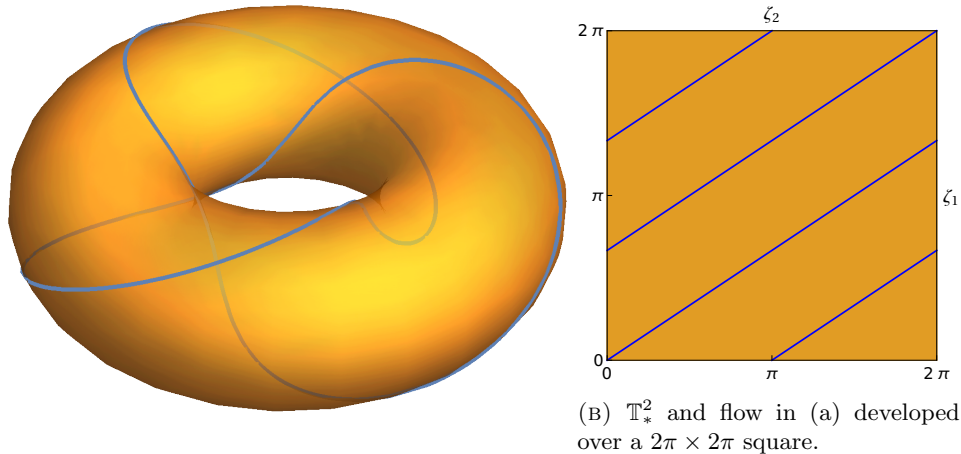 ζ₂
2 π
π
ζ₁
0
0 π 2 π
(B) 𝕋²∗ and flow in (a) developed
over a 2π × 2π square.